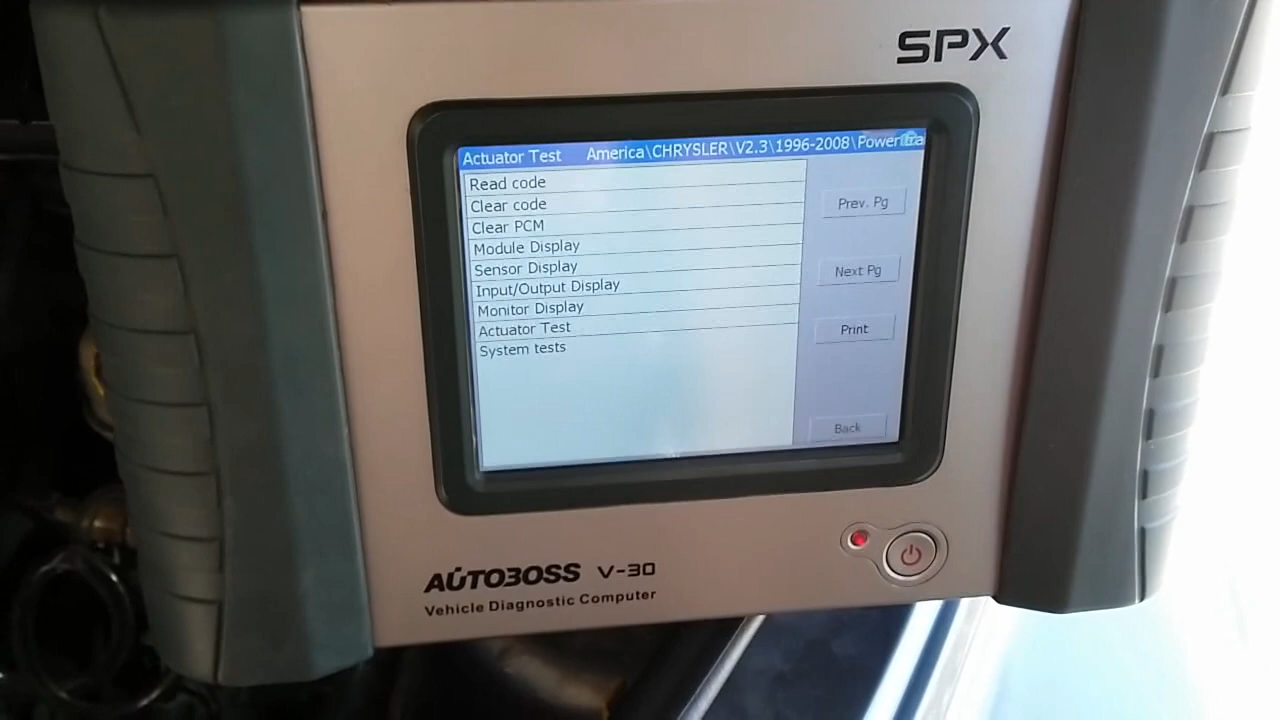 SPX
Actuator Test America\CHRYSLER\V2.3\1996-2008\Powertra
Read code
Clear code
Clear PCM
Module Display
Sensor Display
Input/Output Display
Monitor Display
Actuator Test
System tests
Prev. Pg
Next Pg
Print
Back
AUTOBOSS V-30
Vehicle Diagnostic Computer